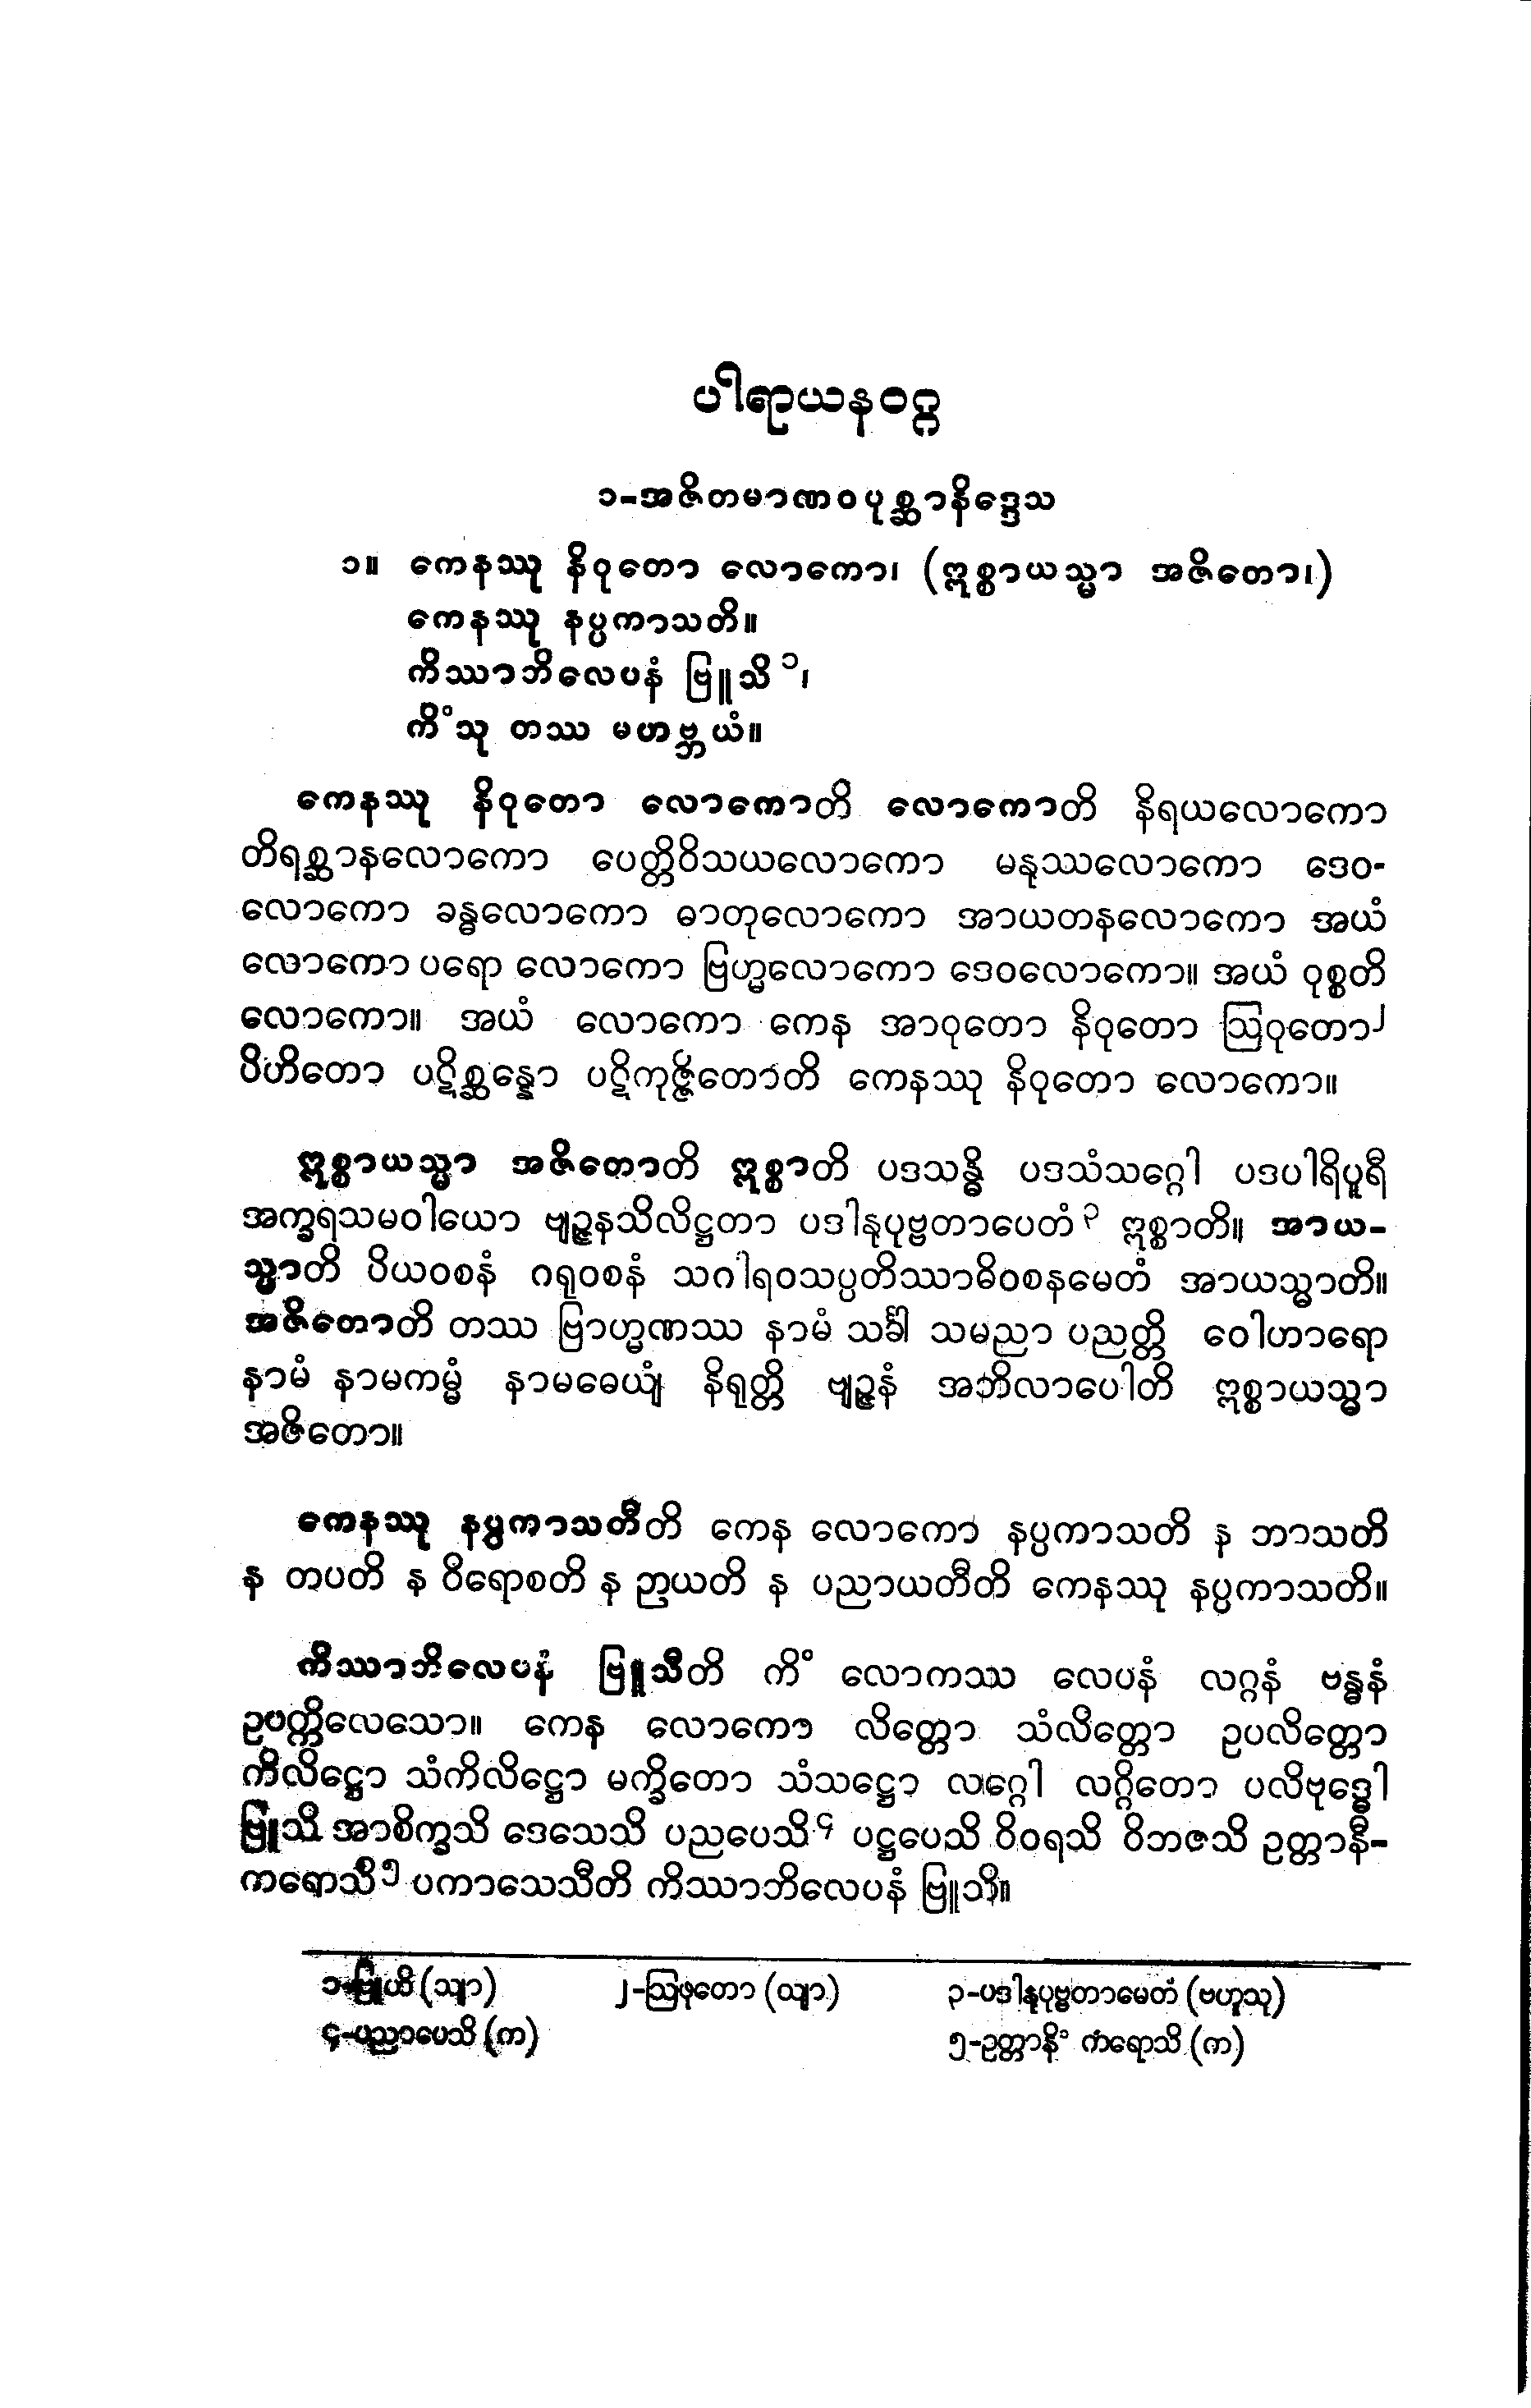 ပါရာယနဝဂ္ဂ
၁-အဇိတမာဏဝပုစ္ဆာနိဒ္ဒေသ
၁။ ကေနဿု နိဝုတော လောကော၊ (ဣစ္စာယသ္မာ အဇိတော၊)
ကေနဿု နပ္ပကာသတိ။
ကိဿာဘိလေပနံ ဗြူသိ ၁၊
ကိံသု တဿ မဟဗ္ဘယံ။
ကေနဿု နိဝုတော လောကောတိ လောကောတိ နိရယလောကော
တိရစ္ဆာနလောကော ပေတ္တိဝိသယလောကော မနုဿလောကော ဒေဝ-
လောကော ခန္ဓလောကော ဓာတုလောကော အာယတနလောကော အယံ
လောကော ပရော လောကော ဗြဟ္မလောကော ဒေဝလောကော။ အယံ ဝုစ္စတိ
လောကော။ အယံ လောကော ကေန အာဝုတော နိဝုတော ဩဝုတော၂
ပိဟိတော ပဋိစ္ဆန္နော ပဋိကုဇ္ဇိတောတိ ကေနဿု နိဝုတော လောကော။
ဣစ္စာယသ္မာ အဇိတောတိ ဣစ္စာတိ ပဒသန္ဓိ ပဒသံသဂ္ဂေါ ပဒပါရိပူရီ
အက္ခရသမဝါယော ဗျဉ္ဇနသိလိဋ္ဌတာ ပဒါနုပုဗ္ဗတာပေတံ၃ ဣစ္စာတိ။ အာယ-
သ္မာတိ ပိယဝစနံ ဂရုဝစနံ သဂါရဝသပ္ပတိဿာဓိဝစနမေတံ အာယသ္မာတိ။
အဇိတောတိ တဿ ဗြာဟ္မဏဿ နာမံ သင်္ခါ သမညာ ပညတ္တိ ဝေါဟာရော
နာမံ နာမကမ္မံ နာမဓေယျံ နိရုတ္တိ ဗျဉ္ဇနံ အဘိလာပေါတိ ဣစ္စာယသ္မာ
အဇိတော။
ကေနဿု နပ္ပကာသတီတိ ကေန လောကော နပ္ပကာသတိ န ဘာသတိ
န တပတိ န ဝိရောစတိ န ဉာယတိ န ပညာယတီတိ ကေနဿု နပ္ပကာသတိ။
ကိဿာဘိလေပနံ ဗြူသီတိ ကိံ လောကဿ လေပနံ လဂ္ဂနံ ဗန္ဓနံ
ဥပက္ကိလေသော။ ကေန လောကော လိတ္တော သံလိတ္တော ဥပလိတ္တော
ကိလိဋ္ဌော သံကိလိဋ္ဌော မက္ခိတော သံသဋ္ဌော လဂ္ဂေါ လဂ္ဂိတော ပလိဗုဒ္ဓေါ
ဗြူသိ အာစိက္ခသိ ဒေသေသိ ပညပေသိ၄ ပဋ္ဌပေသိ ဝိဝရသိ ဝိဘဇသိ ဥတ္တာနီ-
ကရောသိ၅ ပကာသေသီတိ ကိဿာဘိလေပနံ ဗြူသိ။
၁-ဗြူဟိ (သျာ) ၂-ဩဖုတော (သျာ) ၃-ပဒါနုပုဗ္ဗတာမေတံ (ဗဟူသု)
၄-ပညာပေသိ (က) ၅-ဥတ္တာနိံ ကရောသိ (က)